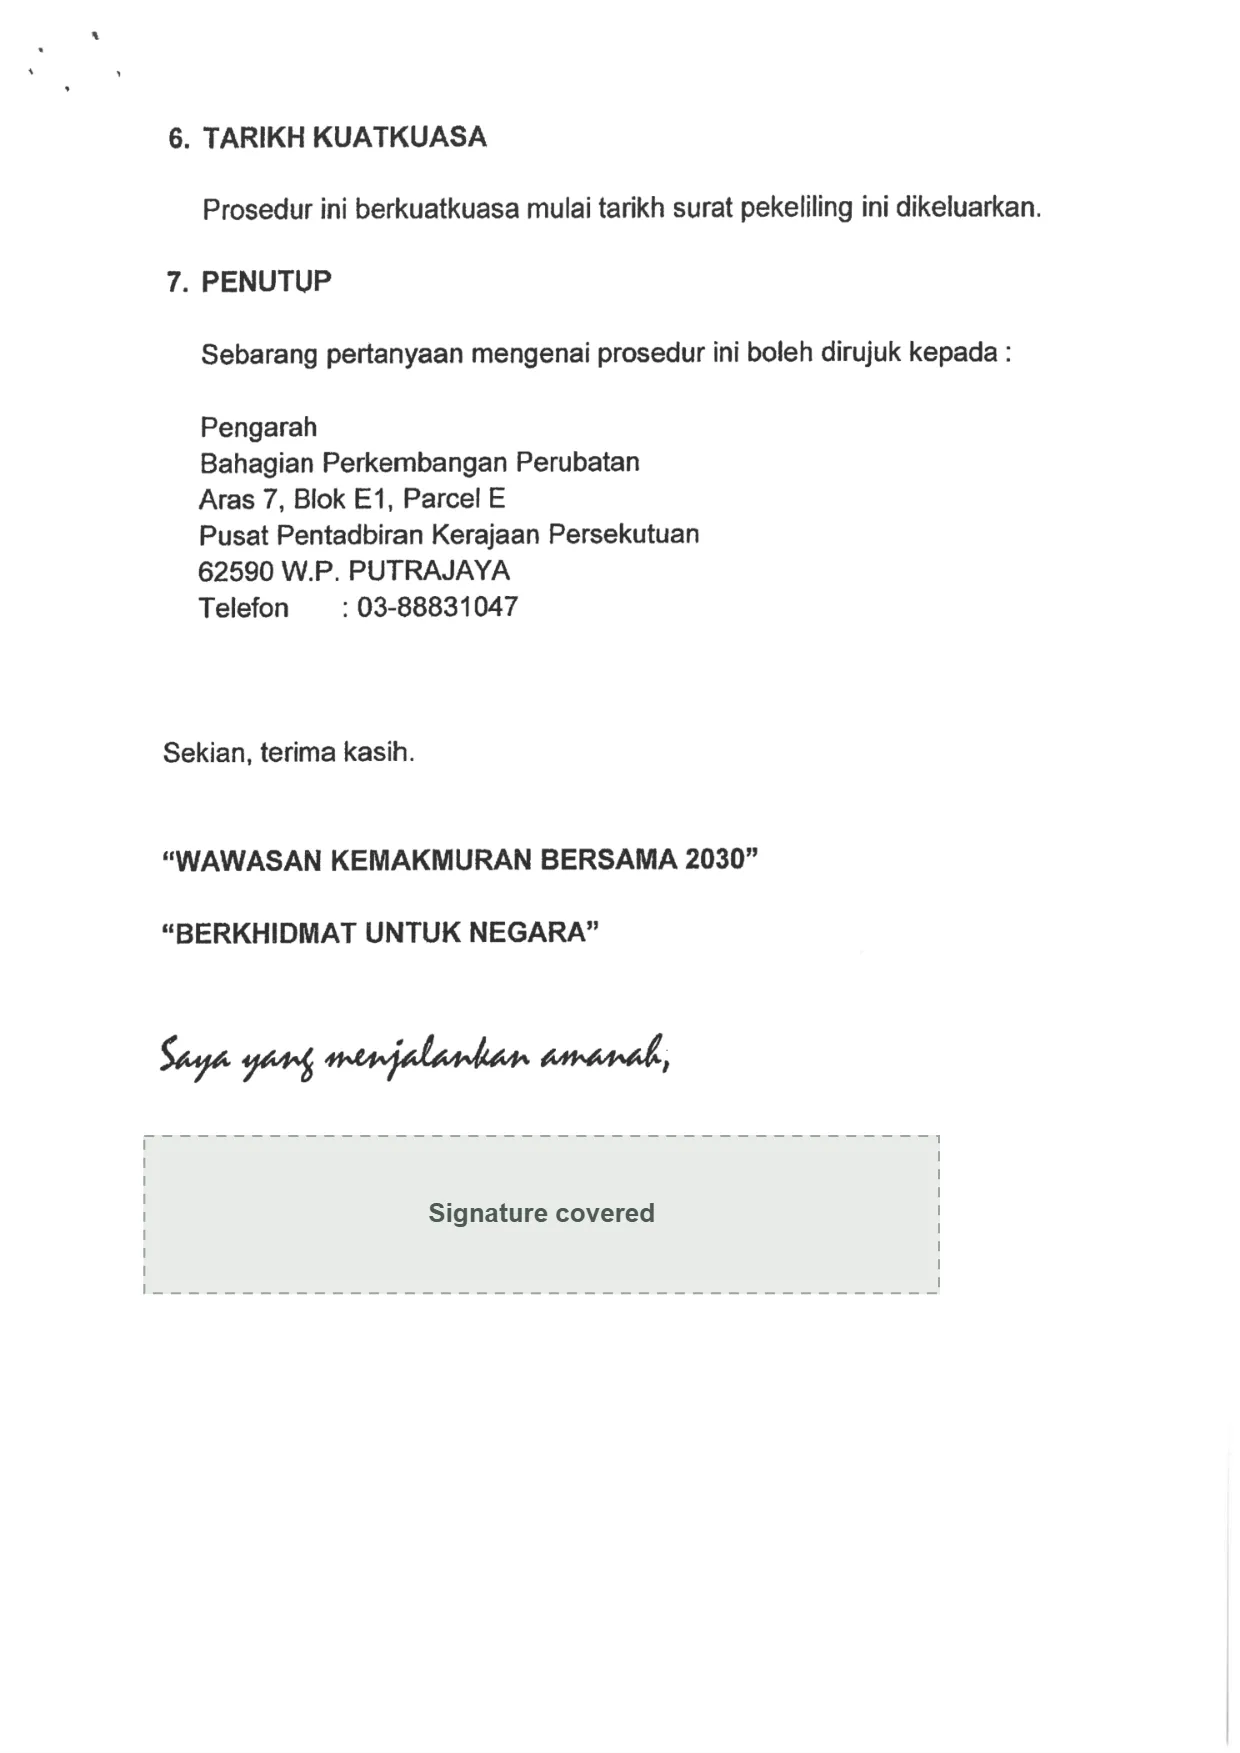 6. TARIKH KUATKUASA
Prosedur ini berkuatkuasa mulai tarikh surat pekeliling ini dikeluarkan.
7. PENUTUP
Sebarang pertanyaan mengenai prosedur ini boleh dirujuk kepada :
Pengarah
Bahagian Perkembangan Perubatan
Aras 7, Blok E1, Parcel E
Pusat Pentadbiran Kerajaan Persekutuan
62590 W.P. PUTRAJAYA
Telefon : 03-88831047
Sekian, terima kasih.
“WAWASAN KEMAKMURAN BERSAMA 2030”
“BERKHIDMAT UNTUK NEGARA”
Saya yang menjalankan amanah,
Signature covered